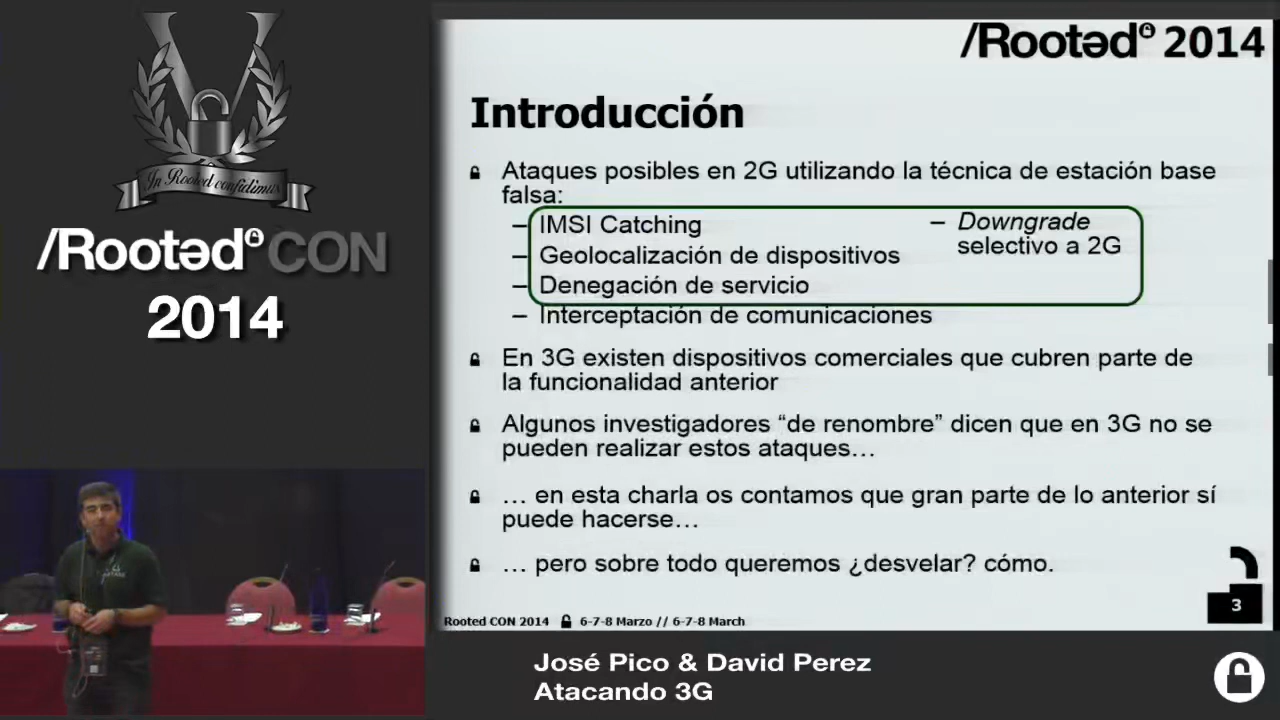 In Rooted confidimus
/RootedCON
2014
/Rooted 2014
Introducción
Ataques posibles en 2G utilizando la técnica de estación base
falsa:
– IMSI Catching
– Geolocalización de dispositivos
– Denegación de servicio
– Interceptación de comunicaciones
– Downgrade
selectivo a 2G
En 3G existen dispositivos comerciales que cubren parte de
la funcionalidad anterior
Algunos investigadores “de renombre” dicen que en 3G no se
pueden realizar estos ataques…
… en esta charla os contamos que gran parte de lo anterior sí
puede hacerse…
… pero sobre todo queremos ¿desvelar? cómo.
3
Rooted CON 2014 6-7-8 Marzo // 6-7-8 March
José Pico & David Perez
Atacando 3G